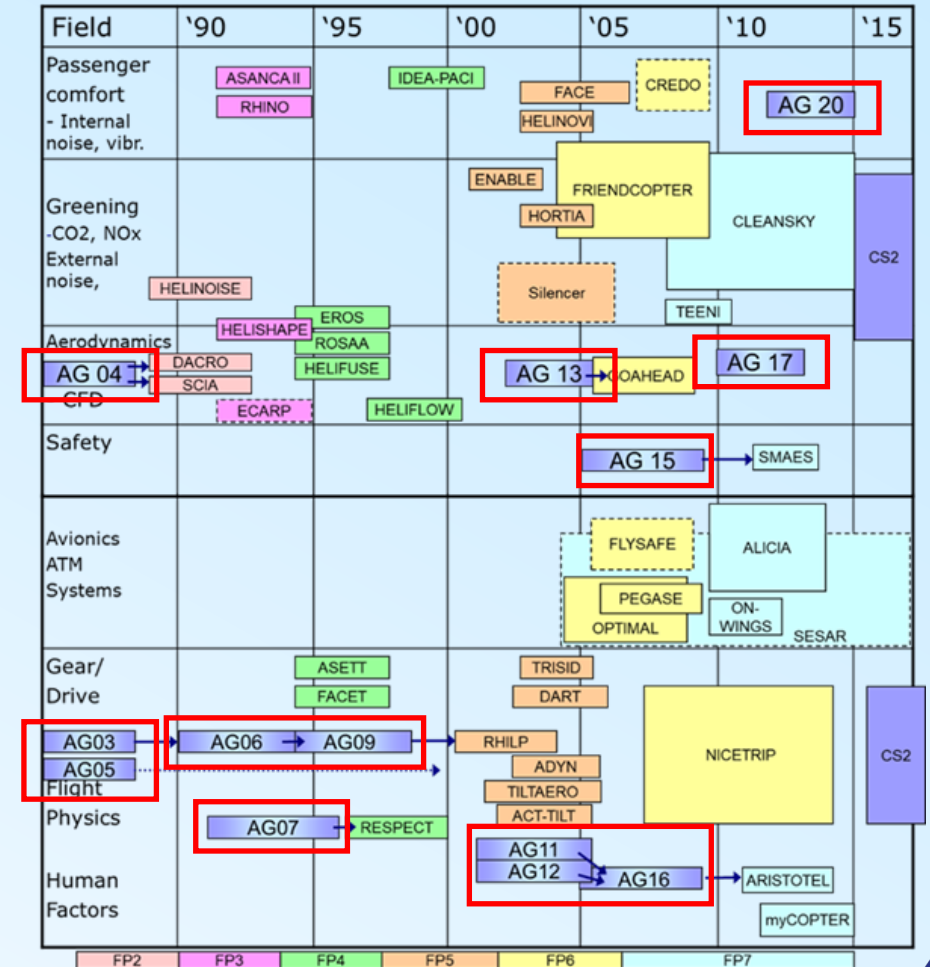 Field ‘90 ‘95 ‘00 ‘05 ‘10 ‘15
Passenger
comfort
- Internal
noise, vibr.
ASANCA II
RHINO
IDEA-PACI
FACE
HELINOVI
CREDO
AG 20
Greening
-CO2, NOx
External
noise,
HELINOISE
ENABLE
HORTIA
FRIENDCOPTER
CLEANSKY
CS2
Silencer
TEENI
EROS
HELISHAPE
Aerodynamics
ROSAA
AG 04
DACRO
SCIA
HELIFUSE
AG 13
GOAHEAD
AG 17
CFD
ECARP
HELIFLOW
Safety
AG 15
SMAES
Avionics
ATM
Systems
FLYSAFE
ALICIA
PEGASE
OPTIMAL
ON-
WINGS
SESAR
Gear/
Drive
ASETT
FACET
TRISID
DART
AG03
AG06
AG09
RHILP
NICETRIP
CS2
AG05
ADYN
Flight
Physics
TILTAERO
ACT-TILT
AG07
RESPECT
AG11
AG12
AG16
Human
Factors
ARISTOTEL
myCOPTER
FP2 FP3 FP4 FP5 FP6 FP7